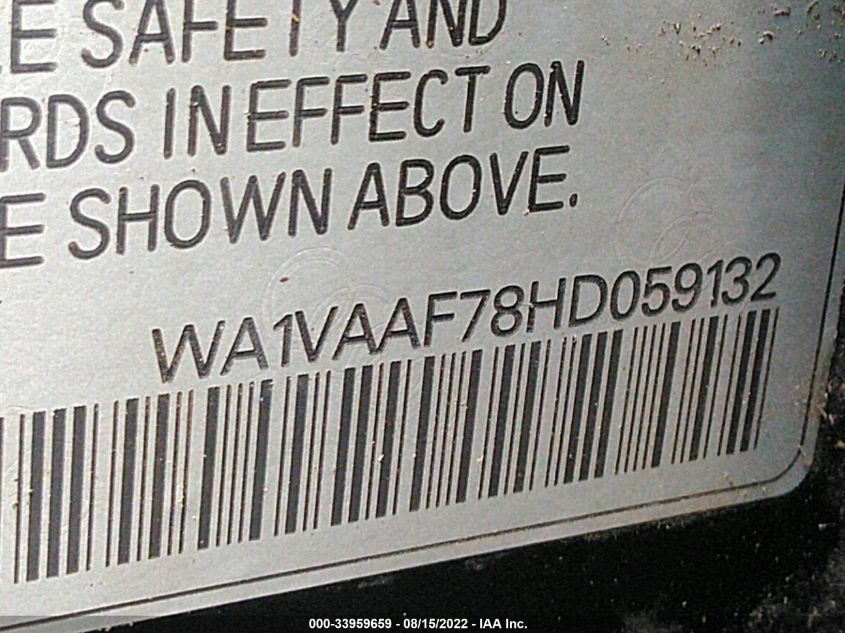 E SAFETY AND
RDS IN EFFECT ON
E SHOWN ABOVE.
WA1VAAF78HD059132
000-33959659 - 08/15/2022 - IAA Inc.